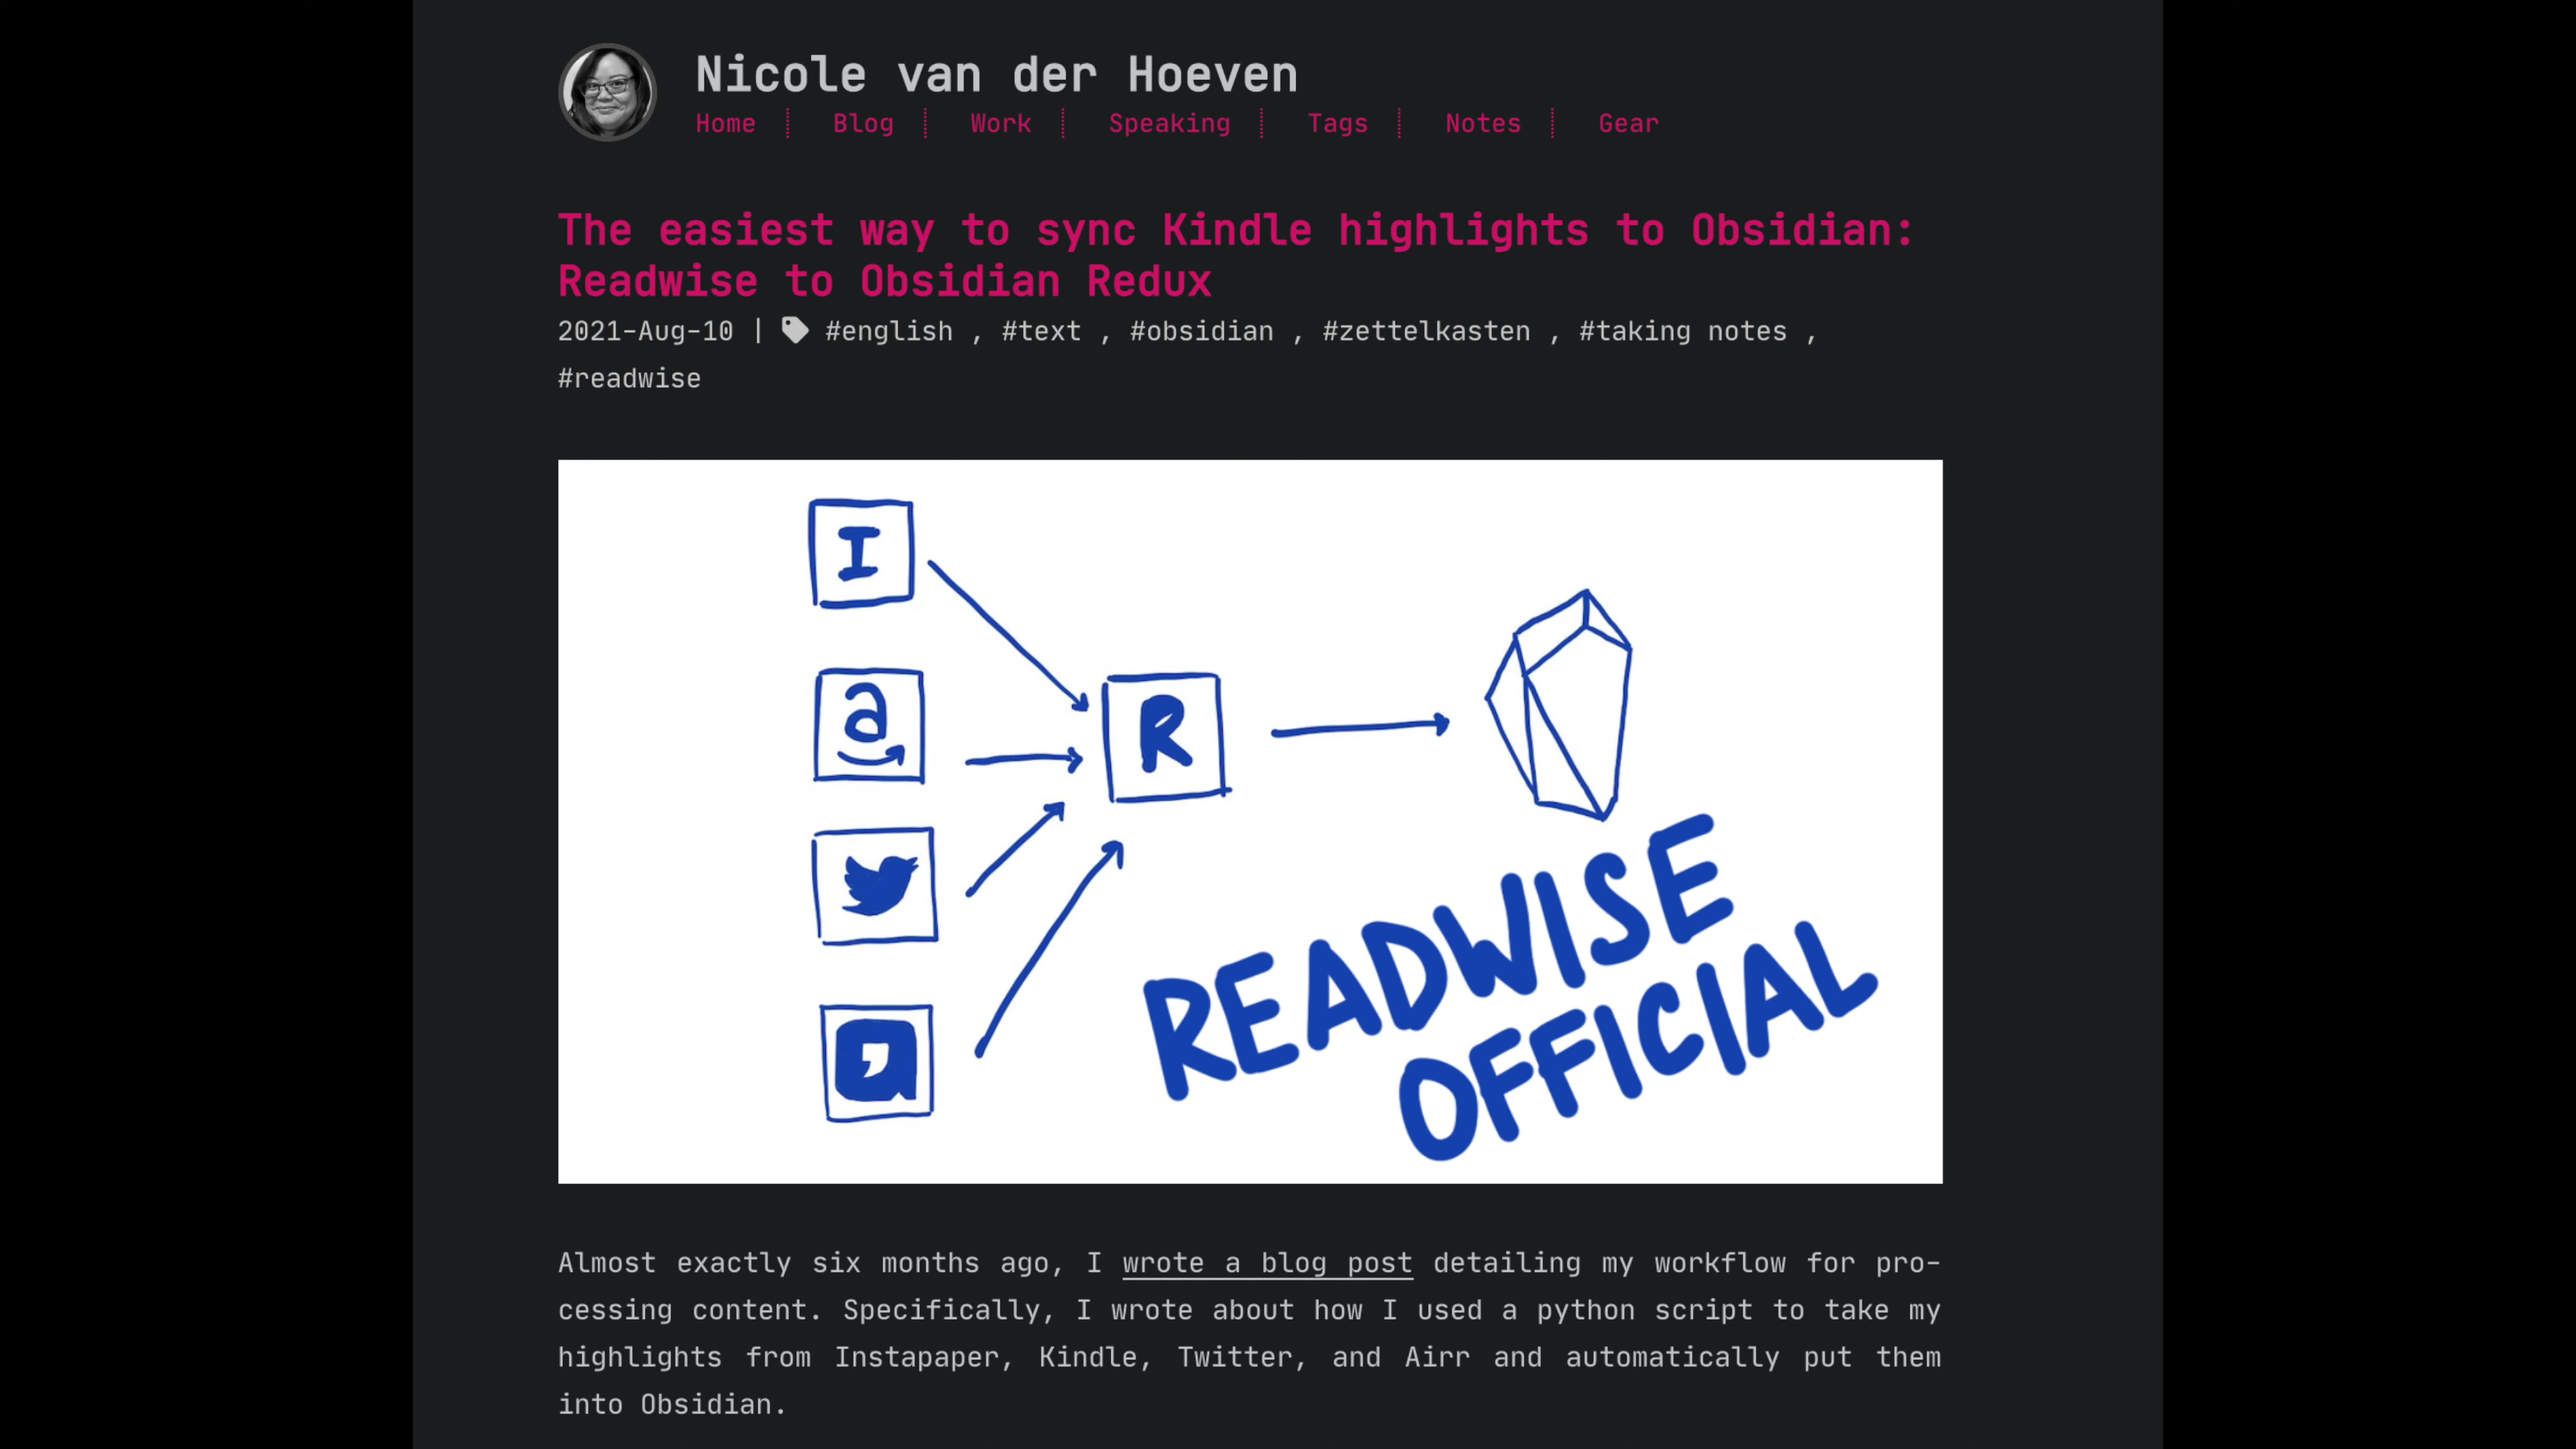 Nicole van der Hoeven
Home Blog Work Speaking Tags Notes Gear
The easiest way to sync Kindle highlights to Obsidian:
Readwise to Obsidian Redux
2021-Aug-10 | #english , #text , #obsidian , #zettelkasten , #taking notes ,
#readwise
I
a
R
READWISE
OFFICIAL
Almost exactly six months ago, I wrote a blog post detailing my workflow for pro-
cessing content. Specifically, I wrote about how I used a python script to take my
highlights from Instapaper, Kindle, Twitter, and Airr and automatically put them
into Obsidian.